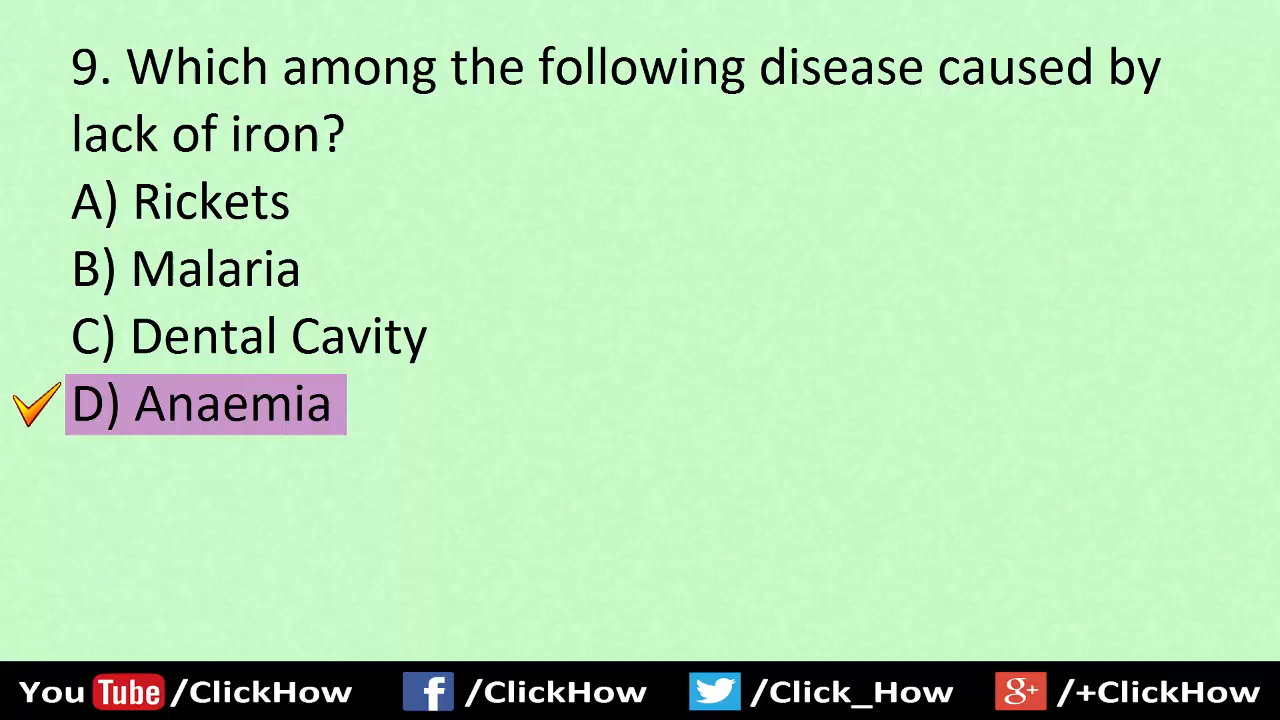 9. Which among the following disease caused by
lack of iron?
A) Rickets
B) Malaria
C) Dental Cavity
D) Anaemia
You Tube /ClickHow f /ClickHow /Click_How g+ /+ClickHow